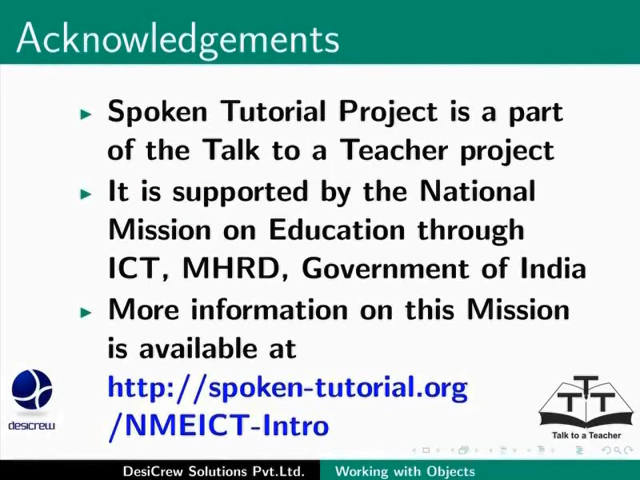 Acknowledgements
Spoken Tutorial Project is a part
of the Talk to a Teacher project
It is supported by the National
Mission on Education through
ICT, MHRD, Government of India
More information on this Mission
is available at
http://spoken-tutorial.org
/NMEICT-Intro
desicrew
TTT
Talk to a Teacher
DesiCrew Solutions Pvt.Ltd.
Working with Objects